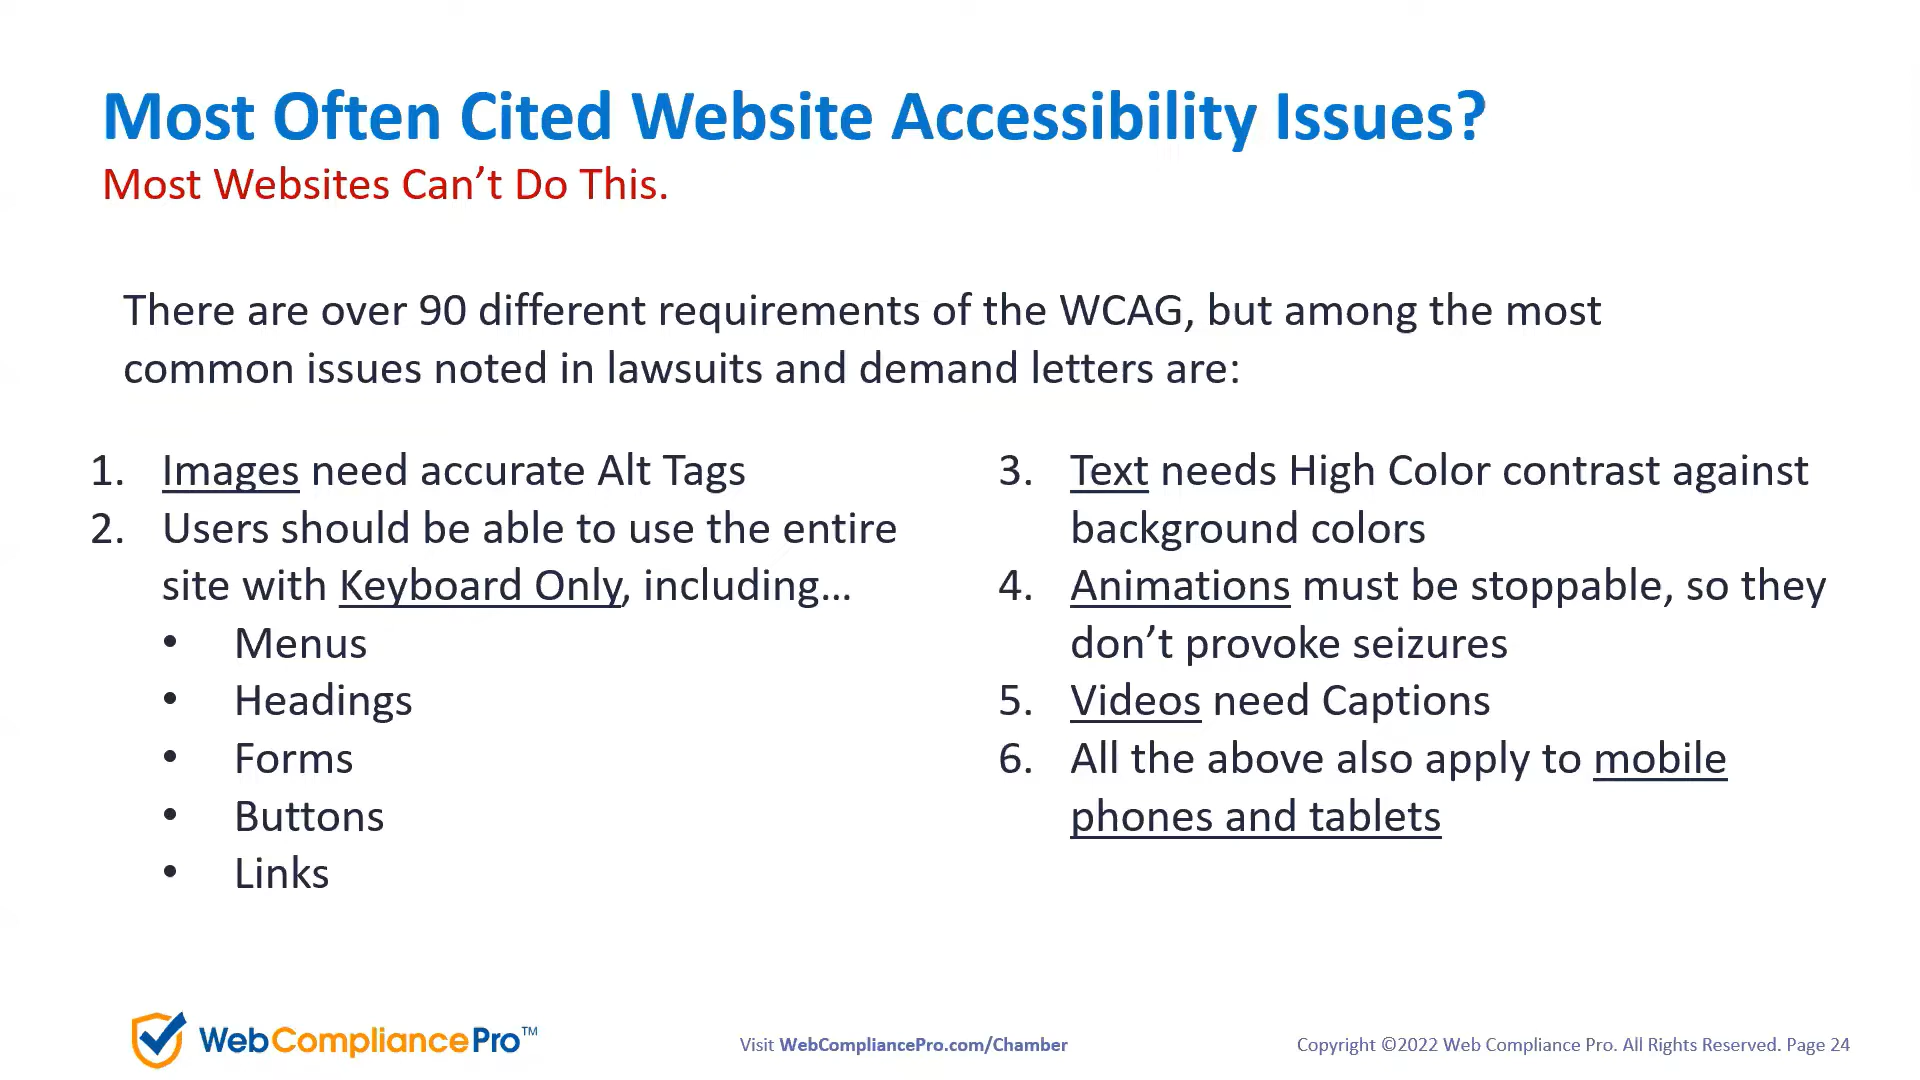 Most Often Cited Website Accessibility Issues?
Most Websites Can’t Do This.
There are over 90 different requirements of the WCAG, but among the most
common issues noted in lawsuits and demand letters are:
1. Images need accurate Alt Tags
2. Users should be able to use the entire
site with Keyboard Only, including…
• Menus
• Headings
• Forms
• Buttons
• Links
3. Text needs High Color contrast against
background colors
4. Animations must be stoppable, so they
don’t provoke seizures
5. Videos need Captions
6. All the above also apply to mobile
phones and tablets
WebCompliancePro™
Visit WebCompliancePro.com/Chamber
Copyright ©2022 Web Compliance Pro. All Rights Reserved. Page 24